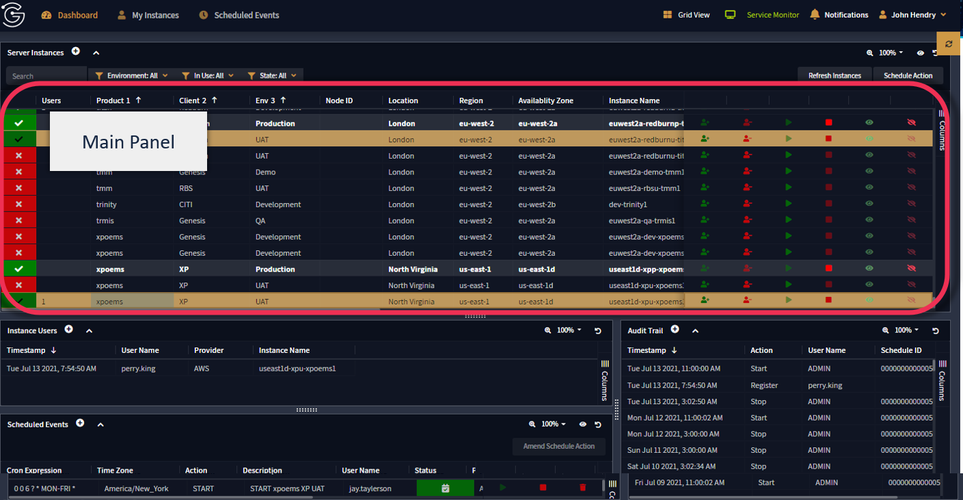 Dashboard My Instances Scheduled Events Grid View Service Monitor Notifications John Hendry
Server Instances 100%
Search Environment: All In Use: All State: All Refresh Instances Schedule Action
Users Product 1 Client 2 Env 3 Node ID Location Region Availability Zone Instance Name
Production London eu-west-2 eu-west-2a euwest2a-redburnp-tif
UAT London eu-west-2 eu-west-2a euwest2a-redburnu-tif
UAT London eu-west-2 eu-west-2a euwest2a-redburnu-tif
tmm Genesis Demo London eu-west-2 eu-west-2a euwest2a-demo-tmm1
tmm RBS UAT London eu-west-2 eu-west-2a euwest2a-rbsu-tmm1
trinity CITI Development London eu-west-2 eu-west-2b dev-trinity1
trmis Genesis QA London eu-west-2 eu-west-2a euwest2a-qa-trmis1
xpoems Genesis Development London eu-west-2 eu-west-2a euwest2a-dev-xpoems
xpoems Genesis Development London eu-west-2 eu-west-2a euwest2a-dev-xpoems
xpoems XP Production North Virginia us-east-1 us-east-1d useast1d-xpp-xpoems
xpoems XP UAT North Virginia us-east-1 us-east-1d useast1d-xpu-xpoems
1 xpoems XP UAT North Virginia us-east-1 us-east-1d useast1d-xpu-xpoems
Columns
Main Panel
Instance Users 100%
Timestamp User Name Provider Instance Name
Tue Jul 13 2021, 7:54:50 AM perry.king AWS useast1d-xpu-xpoems1
Columns
Audit Trail 100%
Timestamp Action User Name Schedule ID
Tue Jul 13 2021, 11:00:00 AM Start ADMIN 000000000005
Tue Jul 13 2021, 7:54:50 AM Register perry.king
Tue Jul 13 2021, 3:02:50 AM Stop ADMIN 000000000005
Mon Jul 12 2021, 11:00:02 AM Start ADMIN 000000000005
Mon Jul 12 2021, 3:00:00 AM Stop ADMIN 000000000005
Sun Jul 11 2021, 3:00:00 AM Stop ADMIN 000000000005
Sat Jul 10 2021, 3:02:34 AM Stop ADMIN 000000000005
Fri Jul 09 2021, 11:00:02 AM Start ADMIN 000000000005
Columns
Scheduled Events 100%
Amend Schedule Action
Cron Expression Time Zone Action Description User Name Status
0 0 6 ? * MON-FRI * America/New_York START START xpoems XP UAT jay.taylerson